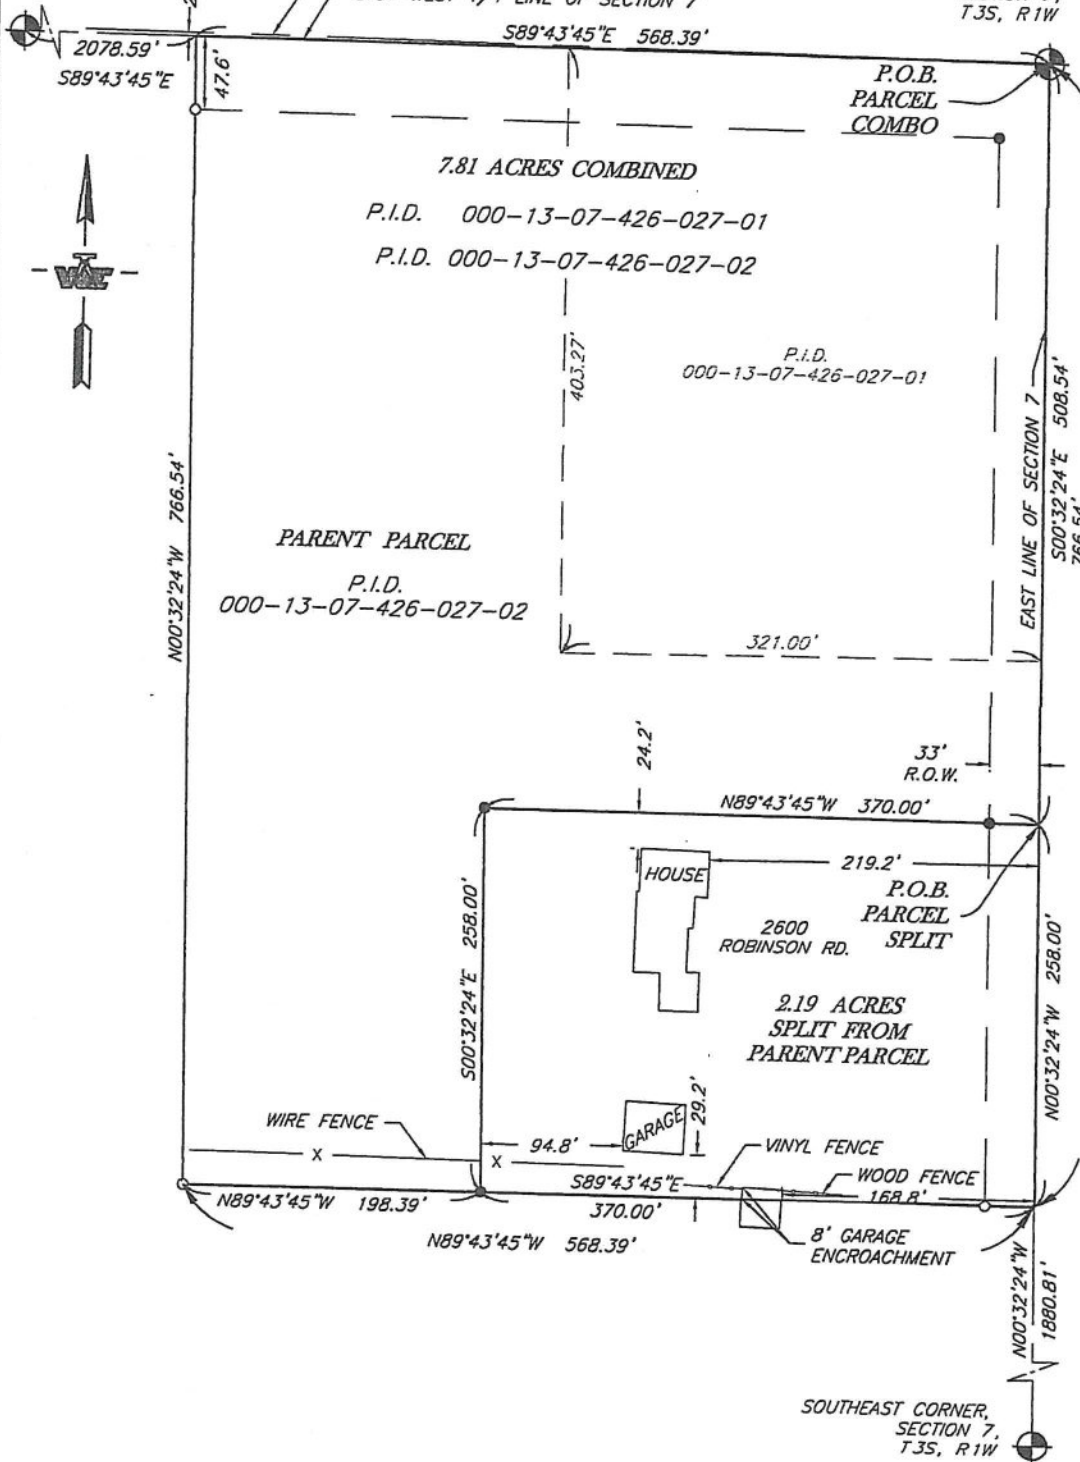 LINE OF SECTION 7
T3S, R1W
2078.59'
S89°43'45"E
S89°43'45"E 568.39'
47.6'
P.O.B.
PARCEL
COMBO
7.81 ACRES COMBINED
P.I.D. 000-13-07-426-027-01
P.I.D. 000-13-07-426-027-02
403.27'
P.I.D.
000-13-07-426-027-01
EAST LINE OF SECTION 7
S00°32'24"E 508.54'
766.54'
N00°32'24"W 766.54'
PARENT PARCEL
P.I.D.
000-13-07-426-027-02
321.00'
24.2'
33'
R.O.W.
N89°43'45"W 370.00'
HOUSE
219.2'
P.O.B.
PARCEL
SPLIT
2600
ROBINSON RD.
S00°32'24"E 258.00'
2.19 ACRES
SPLIT FROM
PARENT PARCEL
N00°32'24"W 258.00'
WIRE FENCE
X
X
94.8'
GARAGE
29.2'
VINYL FENCE
WOOD FENCE
S89°43'45"E
370.00'
168.8'
N89°43'45"W 198.39'
N89°43'45"W 568.39'
8' GARAGE
ENCROACHMENT
N00°32'24"W
1880.81'
SOUTHEAST CORNER,
SECTION 7,
T3S, R1W